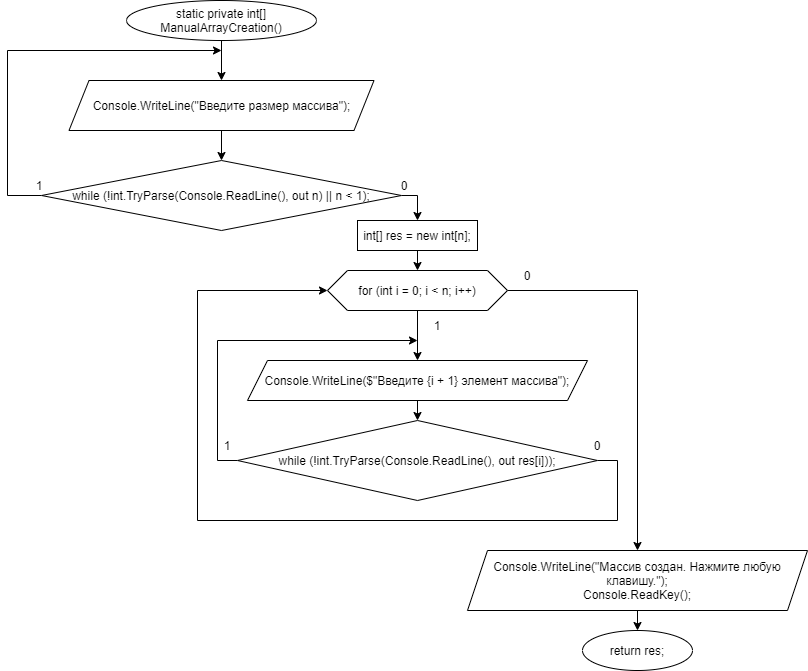 static private int[]
ManualArrayCreation()
Console.WriteLine("Введите размер массива");
1
while (!int.TryParse(Console.ReadLine(), out n) || n < 1);
0
int[] res = new int[n];
for (int i = 0; i < n; i++)
0
1
Console.WriteLine($"Введите {i + 1} элемент массива");
1
while (!int.TryParse(Console.ReadLine(), out res[i]));
0
Console.WriteLine("Массив создан. Нажмите любую
клавишу.");
Console.ReadKey();
return res;